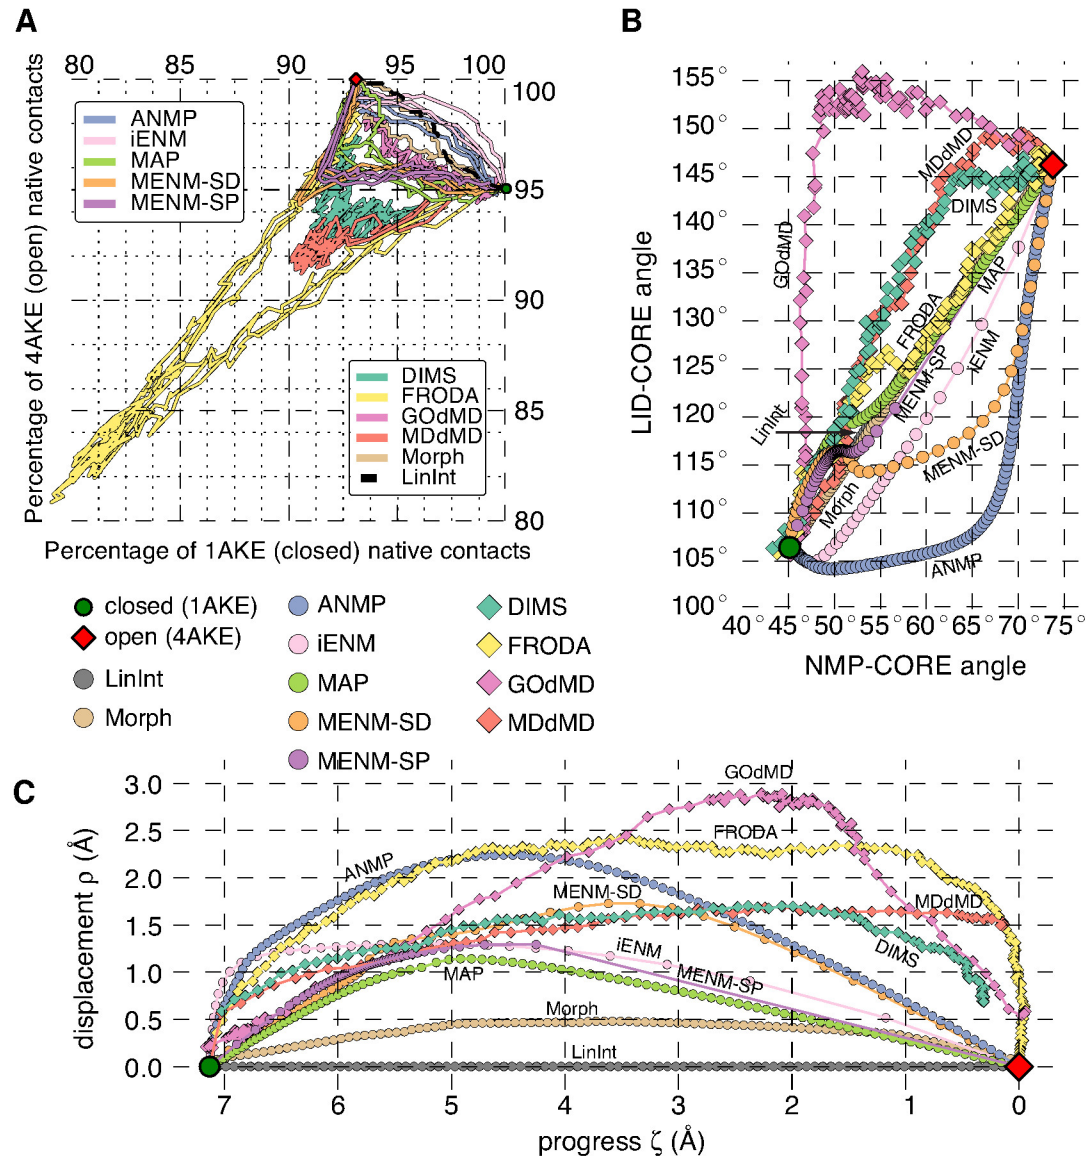 A
80 85 90 95 100
Percentage of 4AKE (open) native contacts
ANMP
iENM
MAP
MENM-SD
MENM-SP
100
95
90
85
80
DIMS
FRODA
GOdMD
MDdMD
Morph
LinInt
Percentage of 1AKE (closed) native contacts
B
LID-CORE angle
155°
150°
145°
140°
135°
130°
125°
120°
115°
110°
105°
100°
GOdMD
MDdMD
DIMS
FRODA
MAP
MENM-SP
iENM
LinInt
MENM-SD
Morph
ANMP
40° 45° 50° 55° 60° 65° 70° 75°
NMP-CORE angle
closed (1AKE)
open (4AKE)
LinInt
Morph
ANMP
iENM
MAP
MENM-SD
MENM-SP
DIMS
FRODA
GOdMD
MDdMD
C
displacement ρ (Å)
3.0
2.5
2.0
1.5
1.0
0.5
0.0
GOdMD
FRODA
ANMP
MENM-SD
MDdMD
DIMS
iENM
MENM-SP
MAP
Morph
LinInt
7 6 5 4 3 2 1 0
progress ζ (Å)